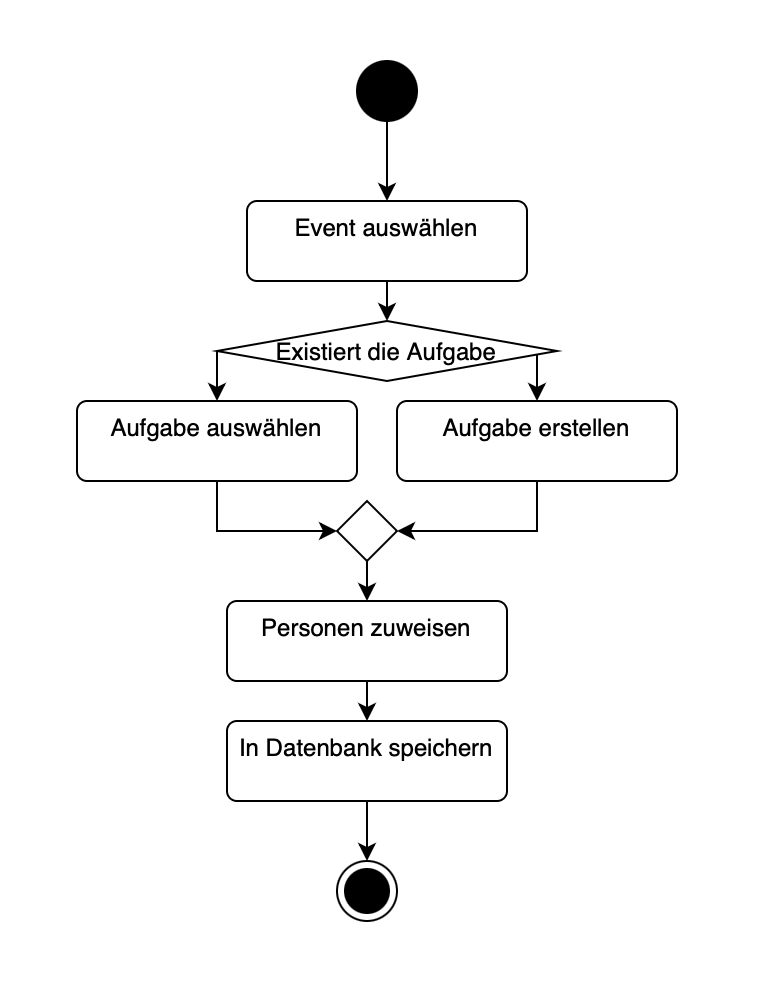 Event auswählen
Existiert die Aufgabe
Aufgabe auswählen
Aufgabe erstellen
Personen zuweisen
In Datenbank speichern